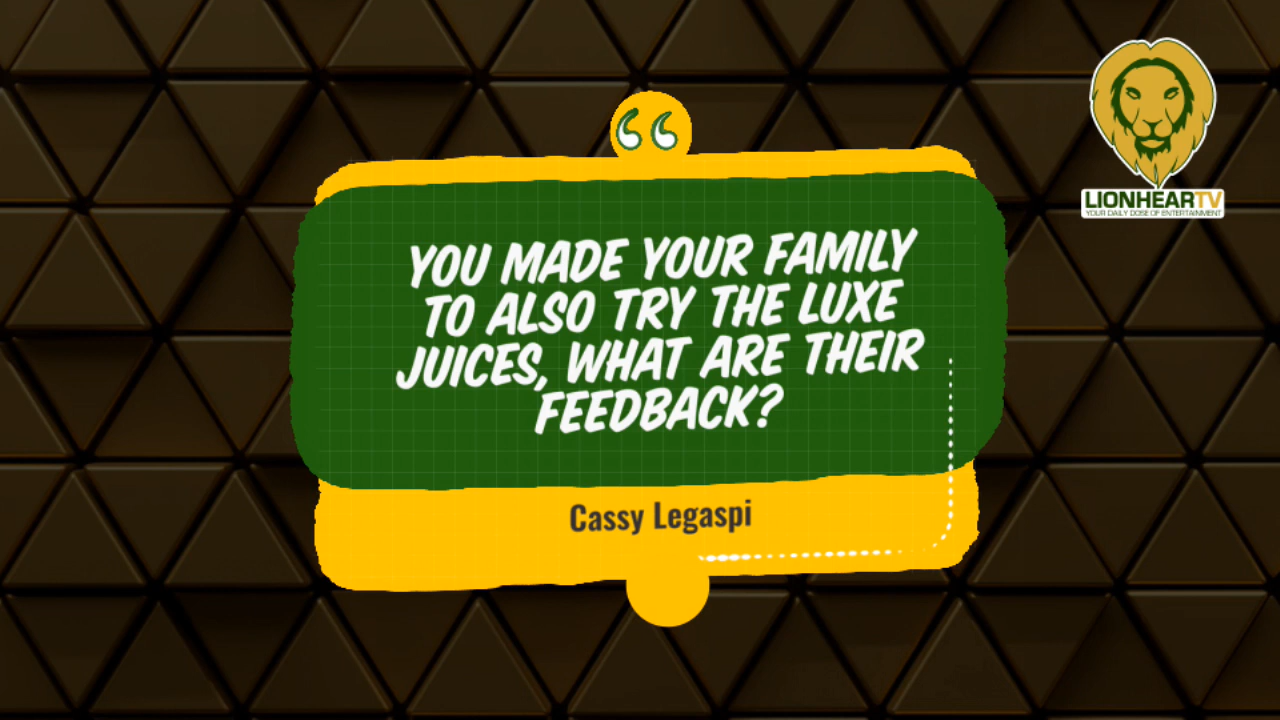 YOU MADE YOUR FAMILY
TO ALSO TRY THE LUXE
JUICES, WHAT ARE THEIR
FEEDBACK?
Cassy Legaspi
LIONHEARTV
YOUR DAILY DOSE OF ENTERTAINMENT